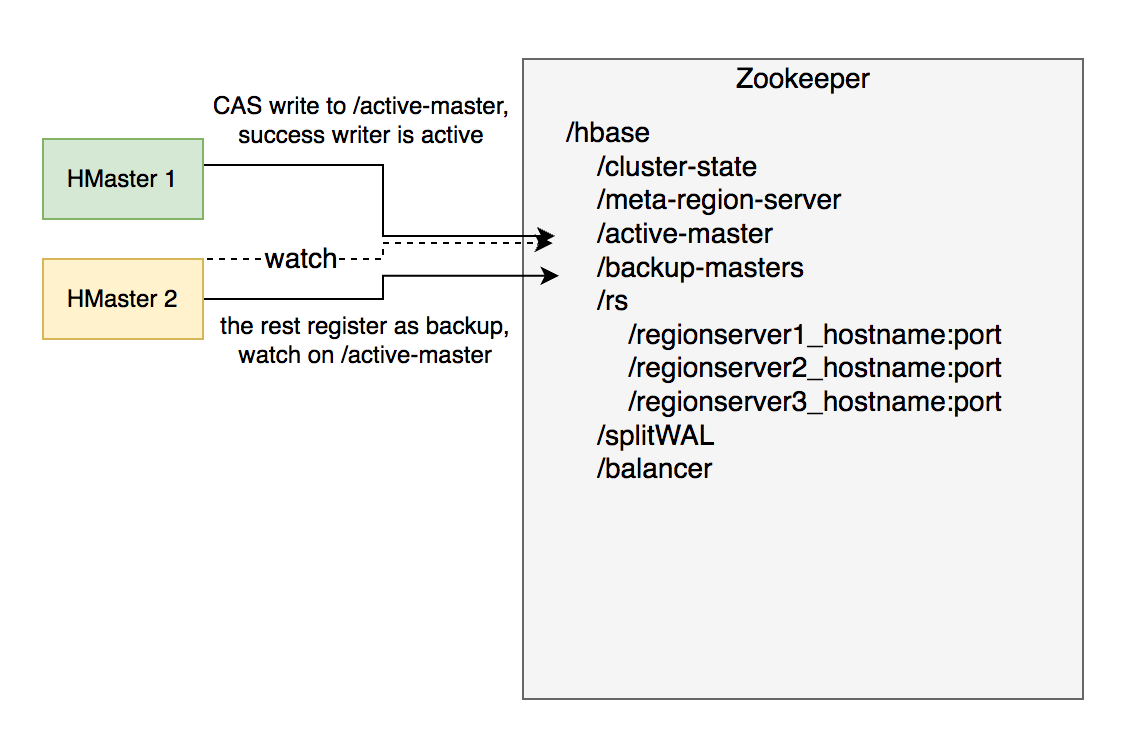 Zookeeper
CAS write to /active-master,
success writer is active
HMaster 1
watch
HMaster 2
the rest register as backup,
watch on /active-master
/hbase
/cluster-state
/meta-region-server
/active-master
/backup-masters
/rs
/regionserver1_hostname:port
/regionserver2_hostname:port
/regionserver3_hostname:port
/splitWAL
/balancer